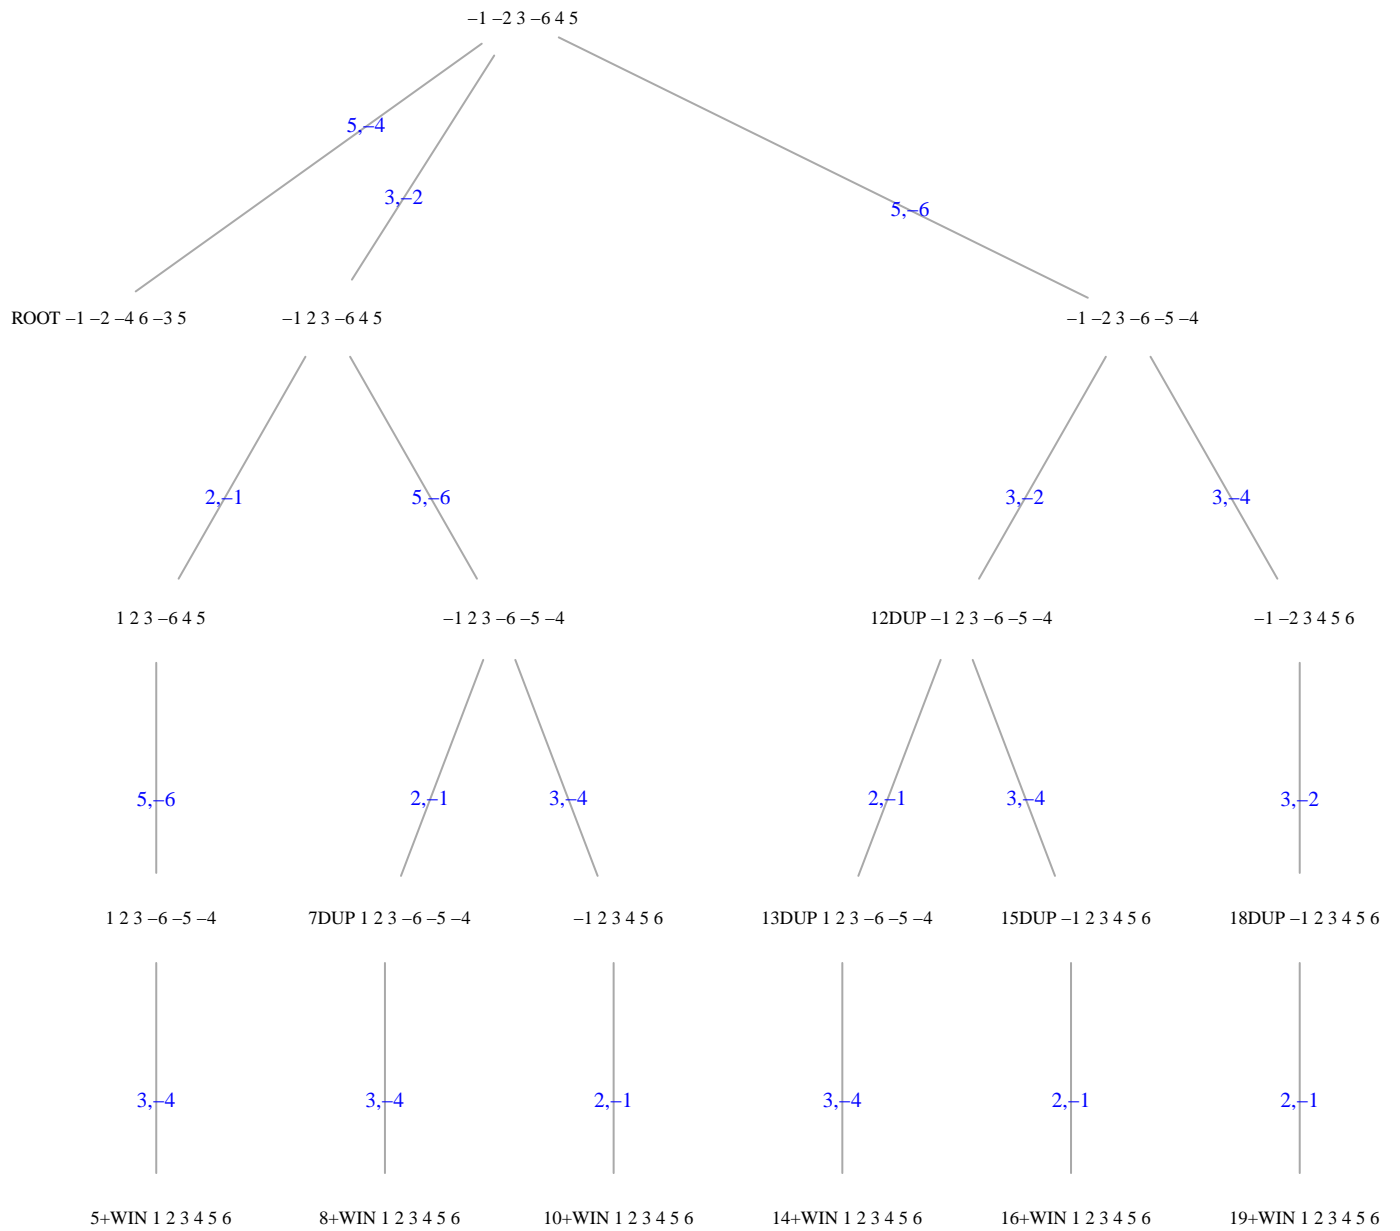 −1 −2 3 −6 4 5
5,−4
3,−2
5,−6
ROOT −1 −2 −4 6 −3 5
−1 2 3 −6 4 5
−1 −2 3 −6 −5 −4
2,−1
5,−6
3,−2
3,−4
1 2 3 −6 4 5
−1 2 3 −6 −5 −4
12DUP −1 2 3 −6 −5 −4
−1 −2 3 4 5 6
5,−6
2,−1
3,−4
2,−1
3,−4
3,−2
1 2 3 −6 −5 −4
7DUP 1 2 3 −6 −5 −4
−1 2 3 4 5 6
13DUP 1 2 3 −6 −5 −4
15DUP −1 2 3 4 5 6
18DUP −1 2 3 4 5 6
3,−4
3,−4
2,−1
3,−4
2,−1
2,−1
5+WIN 1 2 3 4 5 6
8+WIN 1 2 3 4 5 6
10+WIN 1 2 3 4 5 6
14+WIN 1 2 3 4 5 6
16+WIN 1 2 3 4 5 6
19+WIN 1 2 3 4 5 6